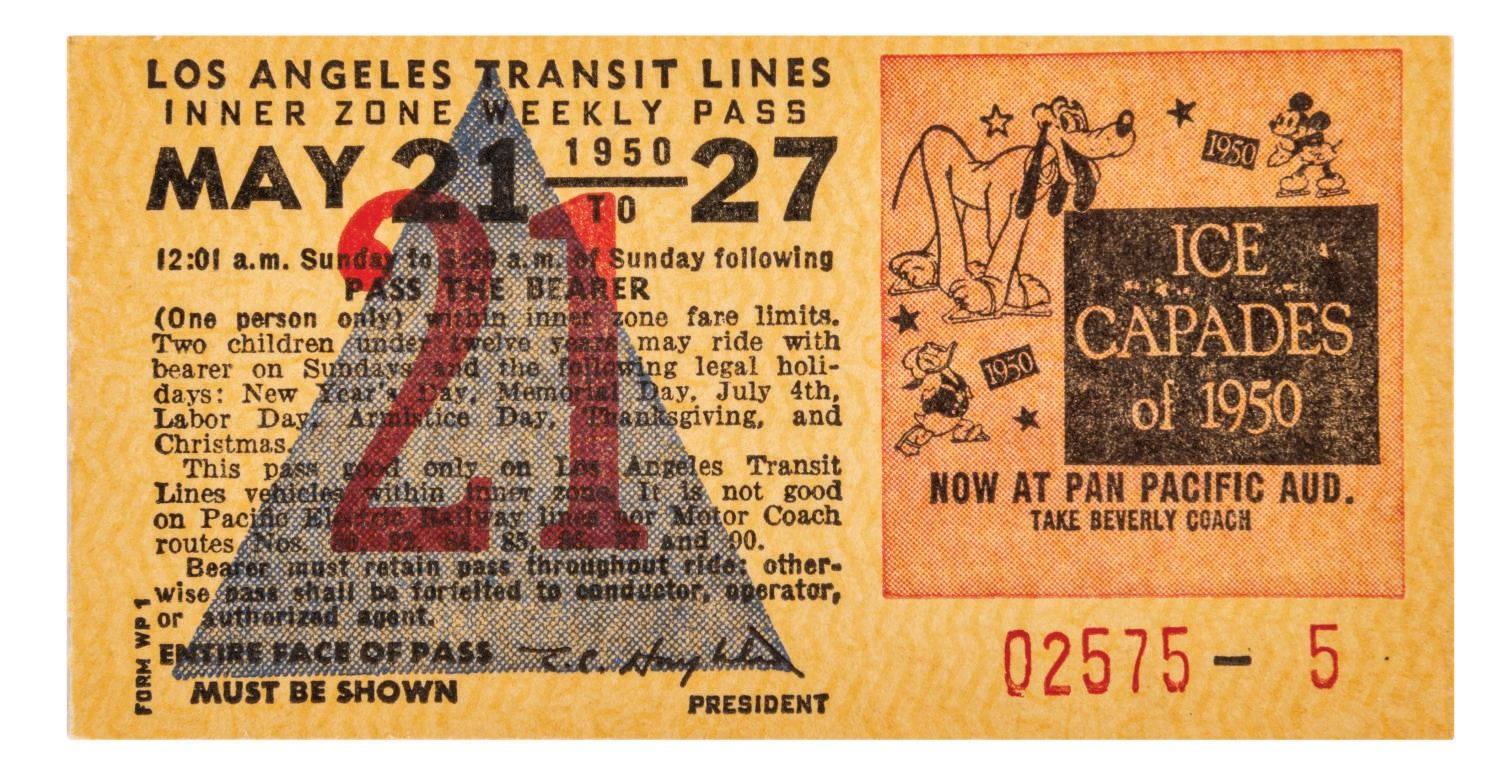 LOS ANGELES TRANSIT LINES
INNER ZONE WEEKLY PASS
MAY 21 1950 TO 27
21
12:01 a.m. Sunday to 3:20 a.m. of Sunday following
PASS THE BEARER
(One person only) within inner zone fare limits.
Two children under twelve years may ride with
bearer on Sundays and the following legal holi-
days: New Year's Day, Memorial Day, July 4th,
Labor Day, Armistice Day, Thanksgiving, and
Christmas.
This pass good only on Los Angeles Transit
Lines vehicles within inner zone. It is not good
on Pacific Electric Railway lines nor Motor Coach
routes Nos. 82, 84, 85, 86, 87 and 90.
Bearer must retain pass throughout ride; other-
wise pass shall be forfeited to conductor, operator,
or authorized agent.
ENTIRE FACE OF PASS
MUST BE SHOWN
PRESIDENT
FORM WP 1
1950
ICE
CAPADES
of 1950
1950
NOW AT PAN PACIFIC AUD.
TAKE BEVERLY COACH
02575 - 5